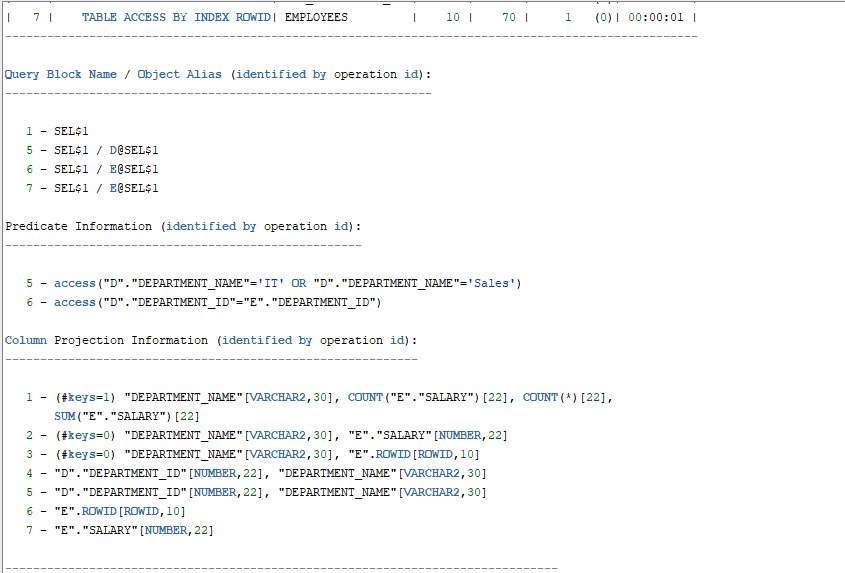 |   7 |    TABLE ACCESS BY INDEX ROWID| EMPLOYEES         |    10 |    70 |     1   (0)| 00:00:01 |
---------------------------------------------------------------------------------------------------
Query Block Name / Object Alias (identified by operation id):
-------------------------------------------------------------
   1 - SEL$1
   5 - SEL$1 / D@SEL$1
   6 - SEL$1 / E@SEL$1
   7 - SEL$1 / E@SEL$1
Predicate Information (identified by operation id):
---------------------------------------------------
   5 - access("D"."DEPARTMENT_NAME"='IT' OR "D"."DEPARTMENT_NAME"='Sales')
   6 - access("D"."DEPARTMENT_ID"="E"."DEPARTMENT_ID")
Column Projection Information (identified by operation id):
-----------------------------------------------------------
   1 - (#keys=1) "DEPARTMENT_NAME"[VARCHAR2,30], COUNT("E"."SALARY")[22], COUNT(*)[22],
       SUM("E"."SALARY")[22]
   2 - (#keys=0) "DEPARTMENT_NAME"[VARCHAR2,30], "E"."SALARY"[NUMBER,22]
   3 - (#keys=0) "DEPARTMENT_NAME"[VARCHAR2,30], "E".ROWID[ROWID,10]
   4 - "D"."DEPARTMENT_ID"[NUMBER,22], "DEPARTMENT_NAME"[VARCHAR2,30]
   5 - "D"."DEPARTMENT_ID"[NUMBER,22], "DEPARTMENT_NAME"[VARCHAR2,30]
   6 - "E".ROWID[ROWID,10]
   7 - "E"."SALARY"[NUMBER,22]
-------------------------------------------------------------------------------